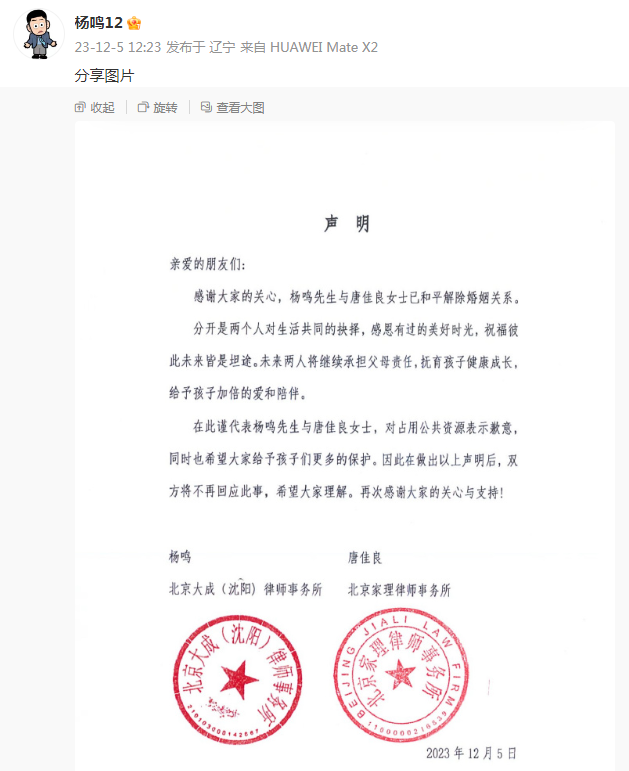 杨鸣12
23-12-5 12:23 发布于 辽宁 来自 HUAWEI Mate X2
分享图片
收起 旋转 查看大图
声 明
亲爱的朋友们：
感谢大家的关心，杨鸣先生与唐佳良女士已和平解除婚姻关系。
分开是两个人对生活共同的抉择，感恩有过的美好时光，祝福彼
此未来皆是坦途。未来两人将继续承担父母责任，抚育孩子健康成长，
给予孩子加倍的爱和陪伴。
在此谨代表杨鸣先生与唐佳良女士，对占用公共资源表示歉意，
同时也希望大家给予孩子们更多的保护。因此在做出以上声明后，双
方将不再回应此事，希望大家理解。再次感谢大家的关心与支持！
杨鸣 唐佳良
北京大成（沈阳）律师事务所 北京家理律师事务所
北京大成（沈阳）律师事务所
BEIJING JIALI LAW FIRM
北京家理律师事务所
2023 年 12 月 5 日